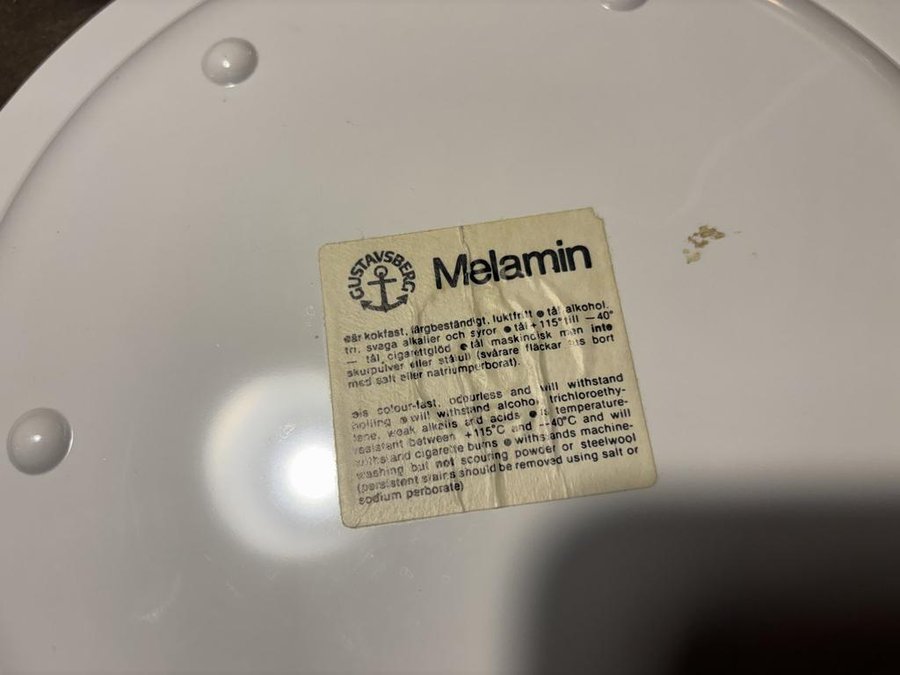 GUSTAVSBERG
Melamin
är kokfast, färgbeständigt, luktfritt ● tål alkohol,
tri, svaga alkalier och syror ● tål +115° till —40°
— tål cigarettglöd ● tål maskindisk men inte
skurpulver eller stålull (svårare fläckar tas bort
med salt eller natriumperborat).
is colour-fast, odourless and will withstand
boiling ● will withstand alcohol, trichloroethy-
lene, weak alkalis and acids ● is temperature-
resistant between +115°C and —40°C and will
withstand cigarette burns ● withstands machine-
washing but not scouring powder or steelwool
(persistent stains should be removed using salt or
sodium perborate)